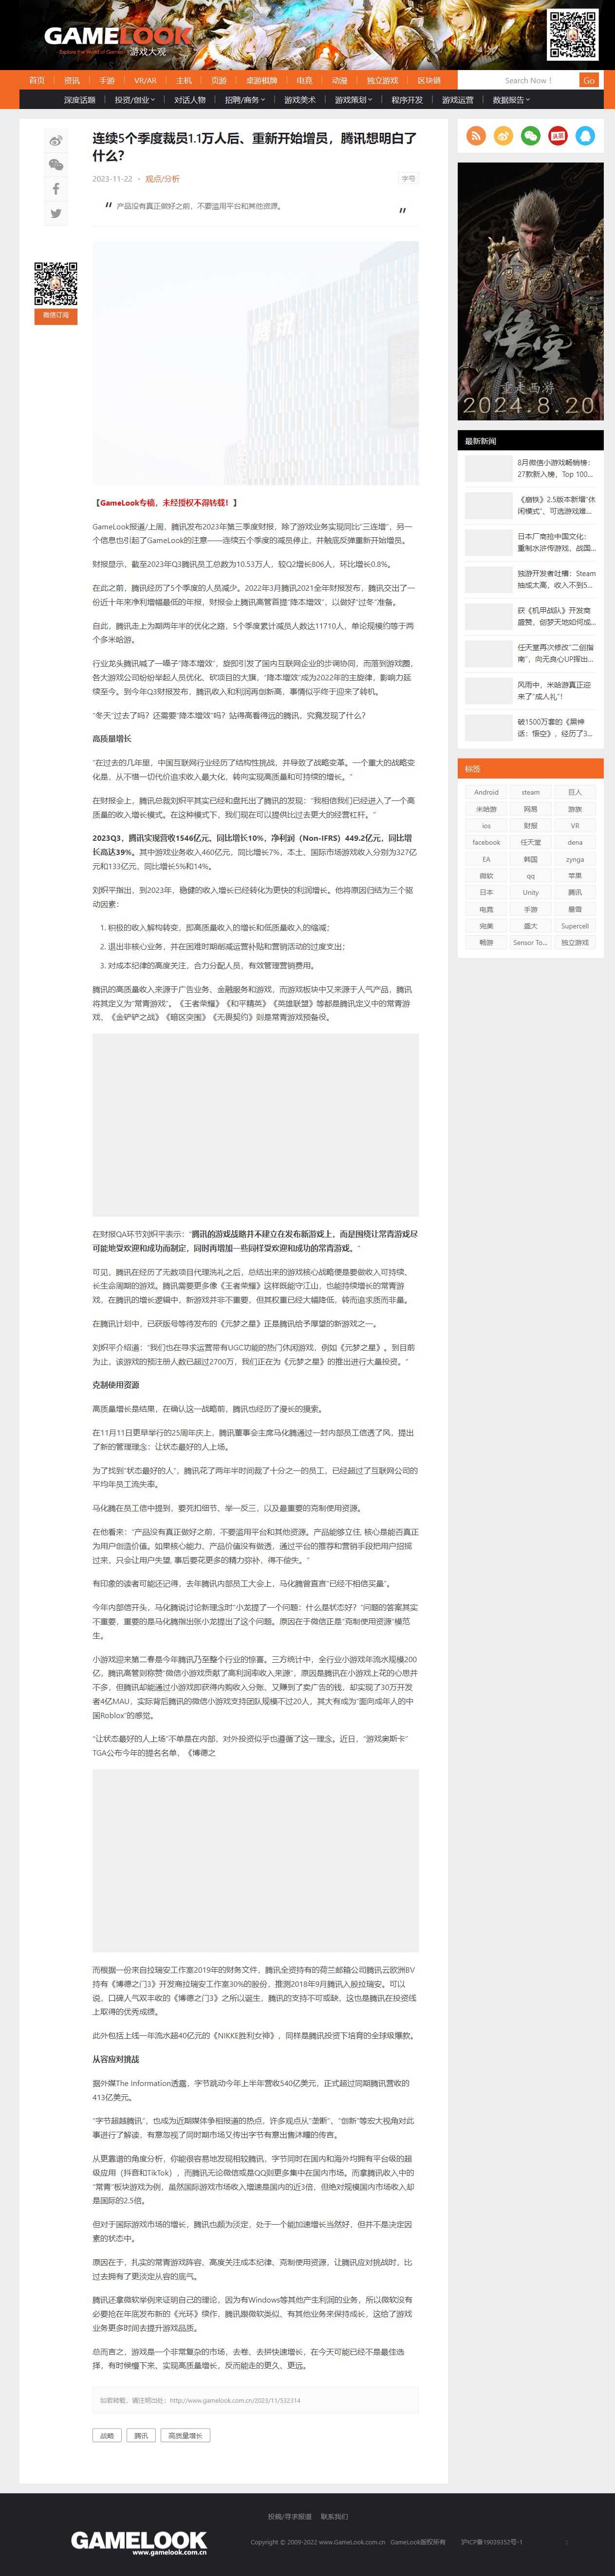 GAMELOOK
Explore the World of Games
游戏大观
首页
资讯
手游
VR/AR
主机
页游
桌游棋牌
电竞
动漫
独立游戏
区块链
Search Now !
Go
深度话题
投资/创业
对话人物
招聘/商务
游戏美术
游戏策划
程序开发
游戏运营
数据报告
连续5个季度裁员1.1万人后、重新开始增员，腾讯想明白了
什么？
2023-11-22 • 观点/分析
字号
“ 产品没有真正做好之前，不要滥用平台和其他资源。 ”
微信订阅
腾讯
【GameLook专稿，未经授权不得转载！】
GameLook报道/上周，腾讯发布2023年第三季度财报，除了游戏业务实现同比“三连增”，另一
个信息也引起了GameLook的注意——连续五个季度的减员停止，并触底反弹重新开始增员。
财报显示，截至2023年Q3腾讯员工总数为10.53万人，较Q2增长806人，环比增长0.8%。
在此之前，腾讯经历了5个季度的人员减少。2022年3月腾讯2021全年财报发布，腾讯交出了一
份近十年来净利增幅最低的年报，财报会上腾讯高管首提“降本增效”，以做好“过冬”准备。
自此，腾讯走上为期两年半的优化之路，5个季度累计减员人数达11710人，单论规模约等于两
个多米哈游。
行业龙头腾讯喊了一嗓子“降本增效”，旋即引发了国内互联网企业的步调协同，而落到游戏圈，
各大游戏公司纷纷举起人员优化、砍项目的大旗，“降本增效”成为2022年的主旋律，影响力延
续至今。到今年Q3财报发布，腾讯收入和利润再创新高，事情似乎终于迎来了转机。
“冬天”过去了吗？还需要“降本增效”吗？站得高看得远的腾讯，究竟发现了什么？
高质量增长
“在过去的几年里，中国互联网行业经历了结构性挑战，并导致了战略变革。一个重大的战略变
化是，从不惜一切代价追求收入最大化，转向实现高质量和可持续的增长。”
在财报会上，腾讯总裁刘炽平其实已经和盘托出了腾讯的发现：“我相信我们已经进入了一个高
质量的收入增长模式。在这种模式下，我们现在可以提供比过去更大的经营杠杆。”
2023Q3，腾讯实现营收1546亿元、同比增长10%，净利润（Non-IFRS）449.2亿元，同比增
长高达39%。其中游戏业务收入460亿元，同比增长7%，本土、国际市场游戏收入分别为327亿
元和133亿元、同比增长5%和14%。
刘炽平指出，到2023年，稳健的收入增长已经转化为更快的利润增长。他将原因归结为三个驱
动因素：
1. 积极的收入解构转变，即高质量收入的增长和低质量收入的缩减；
2. 退出非核心业务，并在困难时期削减运营补贴和营销活动的过度支出；
3. 对成本纪律的高度关注，合力分配人员，有效管理营销费用。
腾讯的高质量收入来源于广告业务、金融服务和游戏，而游戏板块中又来源于人气产品，腾讯
将其定义为“常青游戏”。《王者荣耀》《和平精英》《英雄联盟》等都是腾讯定义中的常青游
戏、《金铲铲之战》《暗区突围》《无畏契约》则是常青游戏预备役。
在财报QA环节刘炽平表示：“腾讯的游戏战略并不建立在发布新游戏上，而是围绕让常青游戏尽
可能地受欢迎和成功而制定，同时再增加一些同样受欢迎和成功的常青游戏。”
可见，腾讯在经历了无数项目代理洗礼之后，总结出来的游戏核心战略便是要做收入可持续、
长生命周期的游戏。腾讯需要更多像《王者荣耀》这样既能守江山，也能持续增长的常青游
戏，在腾讯的增长逻辑中，新游戏并非不重要，但其权重已经大幅降低，转而追求质而非量。
在腾讯计划中，已获版号等待发布的《元梦之星》正是腾讯给予厚望的新游戏之一。
刘炽平介绍道：“我们也在寻求运营带有UGC功能的热门休闲游戏，例如《元梦之星》。到目前
为止，该游戏的预注册人数已超过2700万，我们正在为《元梦之星》的推出进行大量投资。”
克制使用资源
高质量增长是结果，在确认这一战略前，腾讯也经历了漫长的摸索。
在11月11日更早举行的25周年庆上，腾讯董事会主席马化腾通过一封内部员工信透了风，提出
了新的管理理念：让状态最好的人上场。
为了找到“状态最好的人”，腾讯花了两年半时间裁了十分之一的员工，已经超过了互联网公司的
平均年员工流失率。
马化腾在员工信中提到，要死扣细节、举一反三，以及最重要的克制使用资源。
在他看来：“产品没有真正做好之前，不要滥用平台和其他资源。产品能够立住, 核心是能否真正
为用户创造价值。如果核心能力、产品价值没有做透，通过平台的推荐和营销手段把用户招揽
过来，只会让用户失望, 事后要花更多的精力弥补，得不偿失。”
有印象的读者可能还记得，去年腾讯内部员工大会上，马化腾曾直言“已经不相信买量”。
今年内部信开头，马化腾说讨论新理念时“小龙提了一个问题：什么是状态好？”问题的答案其实
不重要，重要的是马化腾指出张小龙提出了这个问题。原因在于微信正是“克制使用资源”模范
生。
小游戏迎来第二春是今年腾讯乃至整个行业的惊喜。三方统计中，全行业小游戏年流水规模200
亿，腾讯高管则称赞“微信小游戏贡献了高利润率收入来源”，原因是腾讯在小游戏上花的心思并
不多，但腾讯却能通过小游戏即获得内购收入分账、又赚到了卖广告的钱，却实现了30万开发
者4亿MAU，实际背后腾讯的微信小游戏支持团队规模不过20人，其大有成为“面向成年人的中
国Roblox”的感觉。
“让状态最好的人上场”不单是在内部，对外投资似乎也遵循了这一理念。近日，“游戏奥斯卡”
TGA公布今年的提名名单，《博德之
而根据一份来自拉瑞安工作室2019年的财务文件，腾讯全资持有的荷兰邮箱公司腾讯云欧洲BV
持有《博德之门3》开发商拉瑞安工作室30%的股份，推测2018年9月腾讯入股拉瑞安。可以
说，口碑人气双丰收的《博德之门3》之所以诞生，腾讯的支持不可或缺，这也是腾讯在投资线
上取得的优秀成绩。
此外包括上线一年流水超40亿元的《NIKKE胜利女神》，同样是腾讯投资下培育的全球级爆款。
从容应对挑战
据外媒The Information透露，字节跳动今年上半年营收540亿美元，正式超过同期腾讯营收的
413亿美元。
“字节超越腾讯”，也成为近期媒体争相报道的热点，许多观点从“垄断”、“创新”等宏大视角对此
事进行了解读，有意忽视了同时期市场又传出字节有意出售沐瞳的传言。
从更靠谱的角度分析，你能很容易地发现相较腾讯，字节同时在国内和海外均拥有平台级的超
级应用（抖音和TikTok），而腾讯无论微信或是QQ则更多集中在国内市场。而拿腾讯收入中的
“常青”板块游戏为例，虽然国际游戏市场收入增速是国内的近3倍，但绝对规模国内市场收入却
是国际的2.5倍。
但对于国际游戏市场的增长，腾讯也颇为淡定，处于一个能加速增长当然好，但并不是决定因
素的状态中。
原因在于，扎实的常青游戏阵容、高度关注成本纪律、克制使用资源，让腾讯应对挑战时，比
过去拥有了更淡定从容的底气。
腾讯还拿微软举例来证明自己的理论，因为有Windows等其他产生利润的业务，所以微软没有
必要抢在年底发布新的《光环》续作，腾讯跟微软类似、有其他业务来保持成长，这给了游戏
业务更多时间去提升游戏品质。
总而言之，游戏是一个非常复杂的市场，去卷、去拼快速增长，在今天可能已经不是最佳选
择，有时候慢下来、实现高质量增长，反而能走的更久、更远。
如若转载，请注明出处：http://www.gamelook.com.cn/2023/11/532314
战略
腾讯
高质量增长
头条
悟空
重走西游
2024.8.20
最新新闻
8月微信小游戏畅销榜：
27款新入榜，Top 100...
《崩铁》2.5版本新增“休
闲模式”、可选游戏难...
日本厂商抢中国文化：
重制水浒传游戏，战国...
独游开发者吐槽：Steam
抽成太高，收入不到5...
获《机甲战队》开发商
盛赞，创梦天地如何成...
任天堂再次修改“二创指
南”，向无良心UP挥出...
风雨中，米哈游真正迎
来了“成人礼”！
破1500万套的《黑神
话：悟空》，经历了3...
标签
Android
steam
巨人
米哈游
网易
游族
ios
财报
VR
facebook
任天堂
dena
EA
韩国
zynga
微软
qq
苹果
日本
Unity
腾讯
电竞
手游
暴雪
完美
盛大
Supercell
畅游
Sensor To...
独立游戏
投稿/寻求报道
联系我们
GAMELOOK
www.gamelook.com.cn
Copyright © 2009-2022 www.GameLook.com.cn GameLook版权所有 沪ICP备19039352号-1